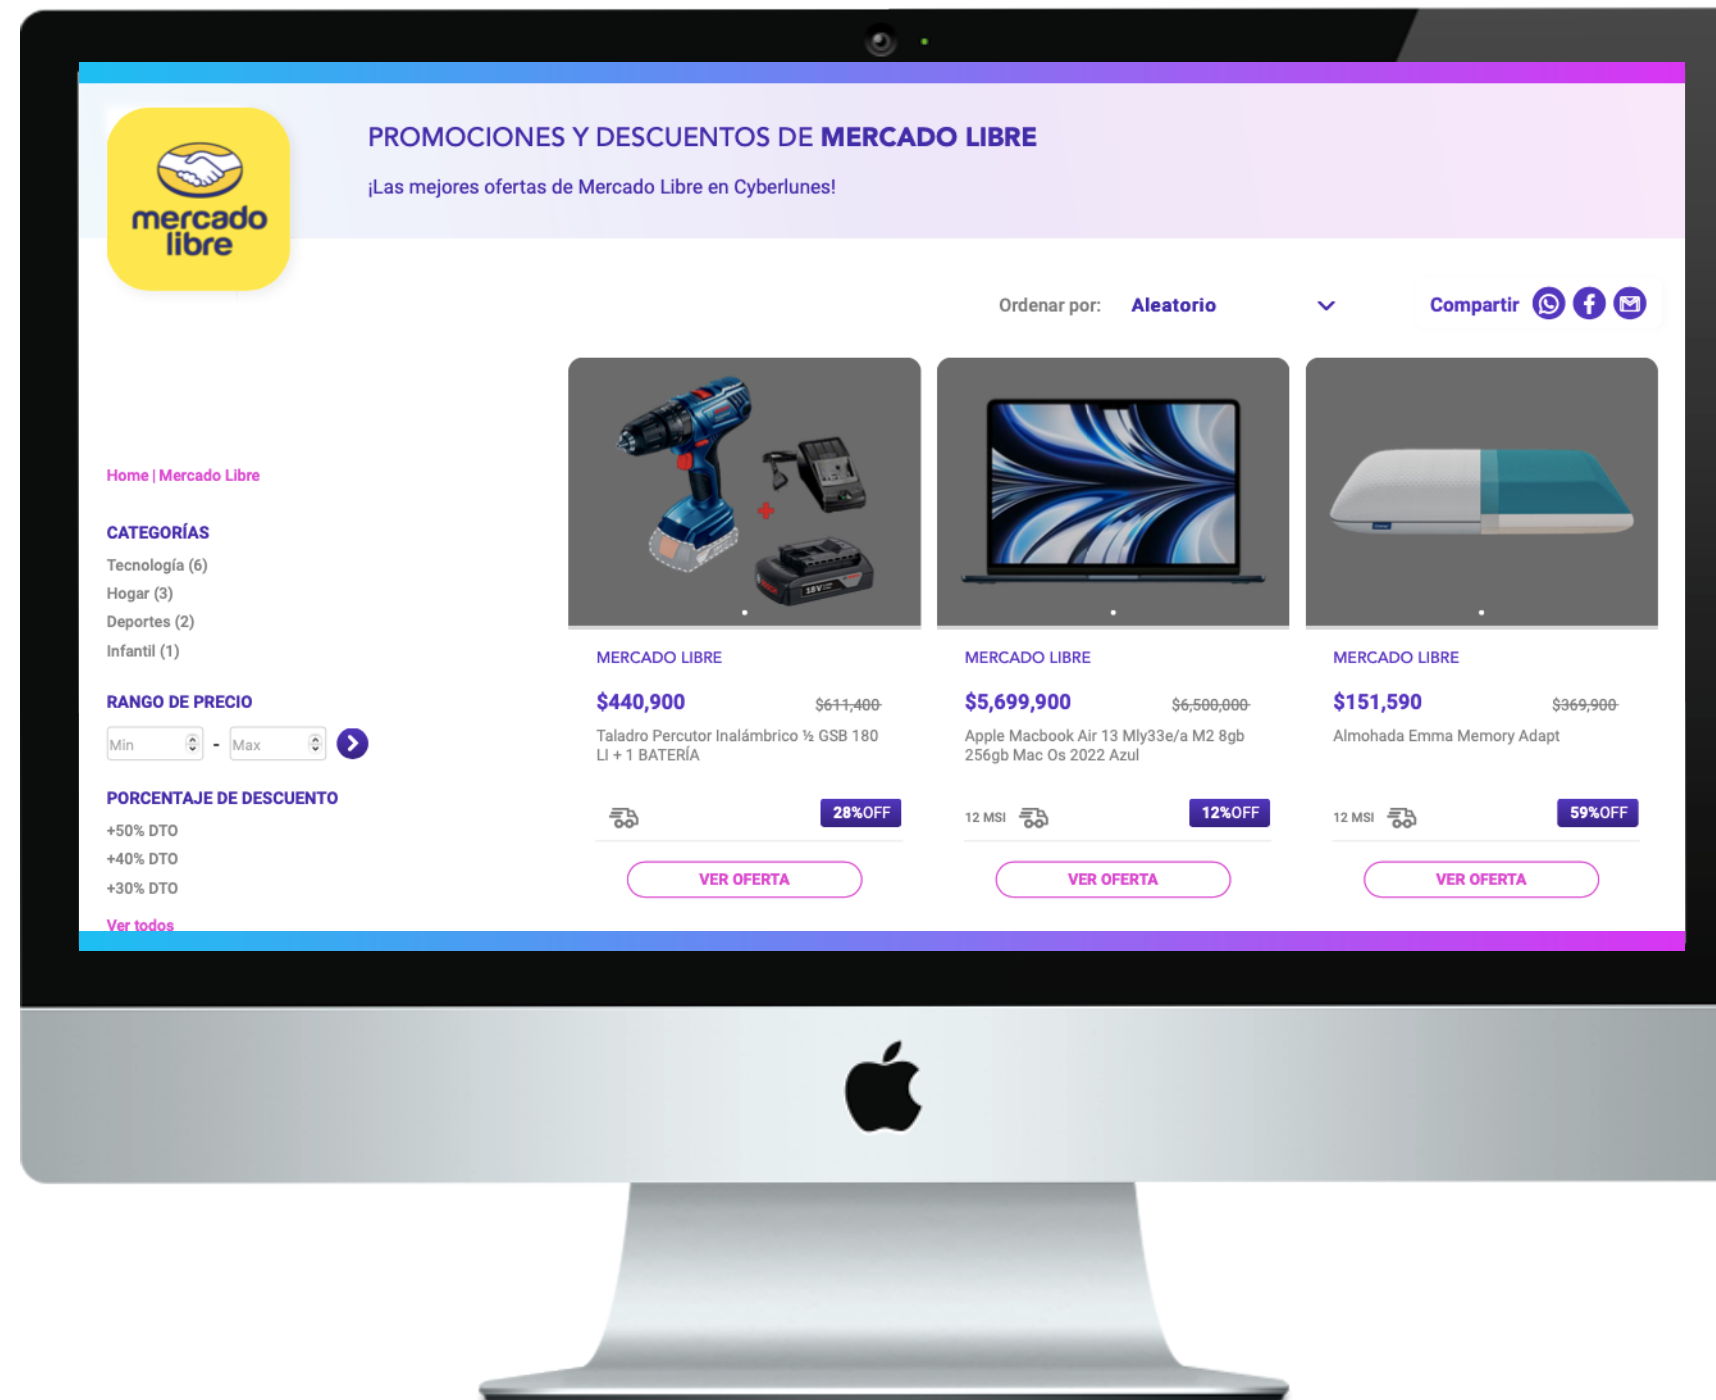 mercado
libre
PROMOCIONES Y DESCUENTOS DE MERCADO LIBRE
¡Las mejores ofertas de Mercado Libre en Cyberlunes!
Ordenar por: Aleatorio
Compartir
Home | Mercado Libre
CATEGORÍAS
Tecnología (6)
Hogar (3)
Deportes (2)
Infantil (1)
RANGO DE PRECIO
Min - Max
PORCENTAJE DE DESCUENTO
+50% DTO
+40% DTO
+30% DTO
Ver todos
18V
MERCADO LIBRE
$440,900 $611,400
Taladro Percutor Inalámbrico ½ GSB 180
LI + 1 BATERÍA
28%OFF
VER OFERTA
MERCADO LIBRE
$5,699,900 $6,500,000
Apple Macbook Air 13 Mly33e/a M2 8gb
256gb Mac Os 2022 Azul
12 MSI 12%OFF
VER OFERTA
MERCADO LIBRE
$151,590 $369,900
Almohada Emma Memory Adapt
12 MSI 59%OFF
VER OFERTA